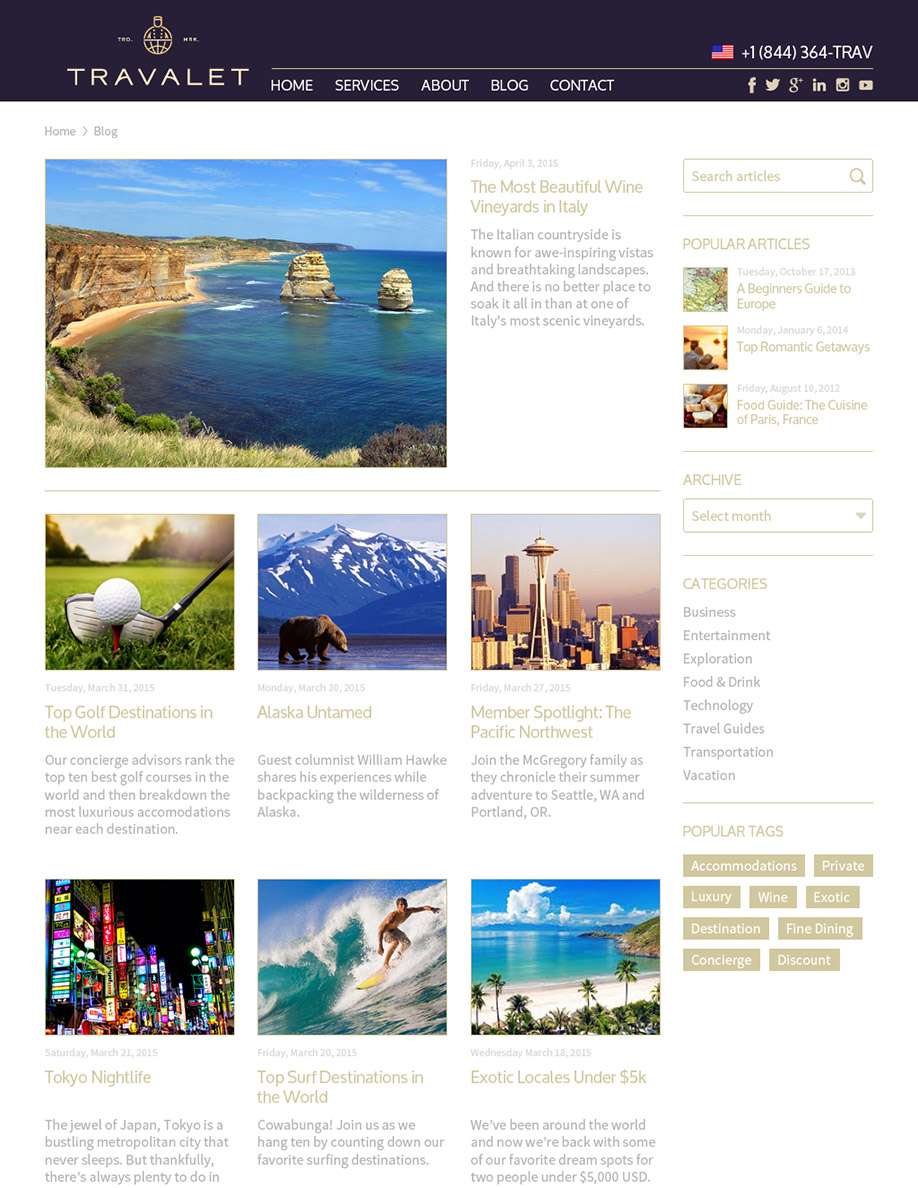 TRD. MRK.
TRAVALET
+1 (844) 364-TRAV
HOME SERVICES ABOUT BLOG CONTACT
Home > Blog
Friday, April 3, 2015
The Most Beautiful Wine
Vineyards in Italy
The Italian countryside is
known for awe-inspiring vistas
and breathtaking landscapes.
And there is no better place to
soak it all in than at one of
Italy's most scenic vineyards.
Tuesday, March 31, 2015
Top Golf Destinations in
the World
Our concierge advisors rank the
top ten best golf courses in the
world and then breakdown the
most luxurious accomodations
near each destination.
Monday, March 30, 2015
Alaska Untamed
Guest columnist William Hawke
shares his experiences while
backpacking the wilderness of
Alaska.
Friday, March 27, 2015
Member Spotlight: The
Pacific Northwest
Join the McGregory family as
they chronicle their summer
adventure to Seattle, WA and
Portland, OR.
Saturday, March 21, 2015
Tokyo Nightlife
The jewel of Japan, Tokyo is a
bustling metropolitan city that
never sleeps. But thankfully,
there's always plenty to do in
Friday, March 20, 2015
Top Surf Destinations in
the World
Cowabunga! Join us as we
hang ten by counting down our
favorite surfing destinations.
Wednesday March 18, 2015
Exotic Locales Under $5k
We've been around the world
and now we're back with some
of our favorite dream spots for
two people under $5,000 USD.
Search articles
POPULAR ARTICLES
Tuesday, October 17, 2013
A Beginners Guide to
Europe
Monday, January 6, 2014
Top Romantic Getaways
Friday, August 10, 2012
Food Guide: The Cuisine
of Paris, France
ARCHIVE
Select month
CATEGORIES
Business
Entertainment
Exploration
Food & Drink
Technology
Travel Guides
Transportation
Vacation
POPULAR TAGS
Accommodations Private
Luxury Wine Exotic
Destination Fine Dining
Concierge Discount